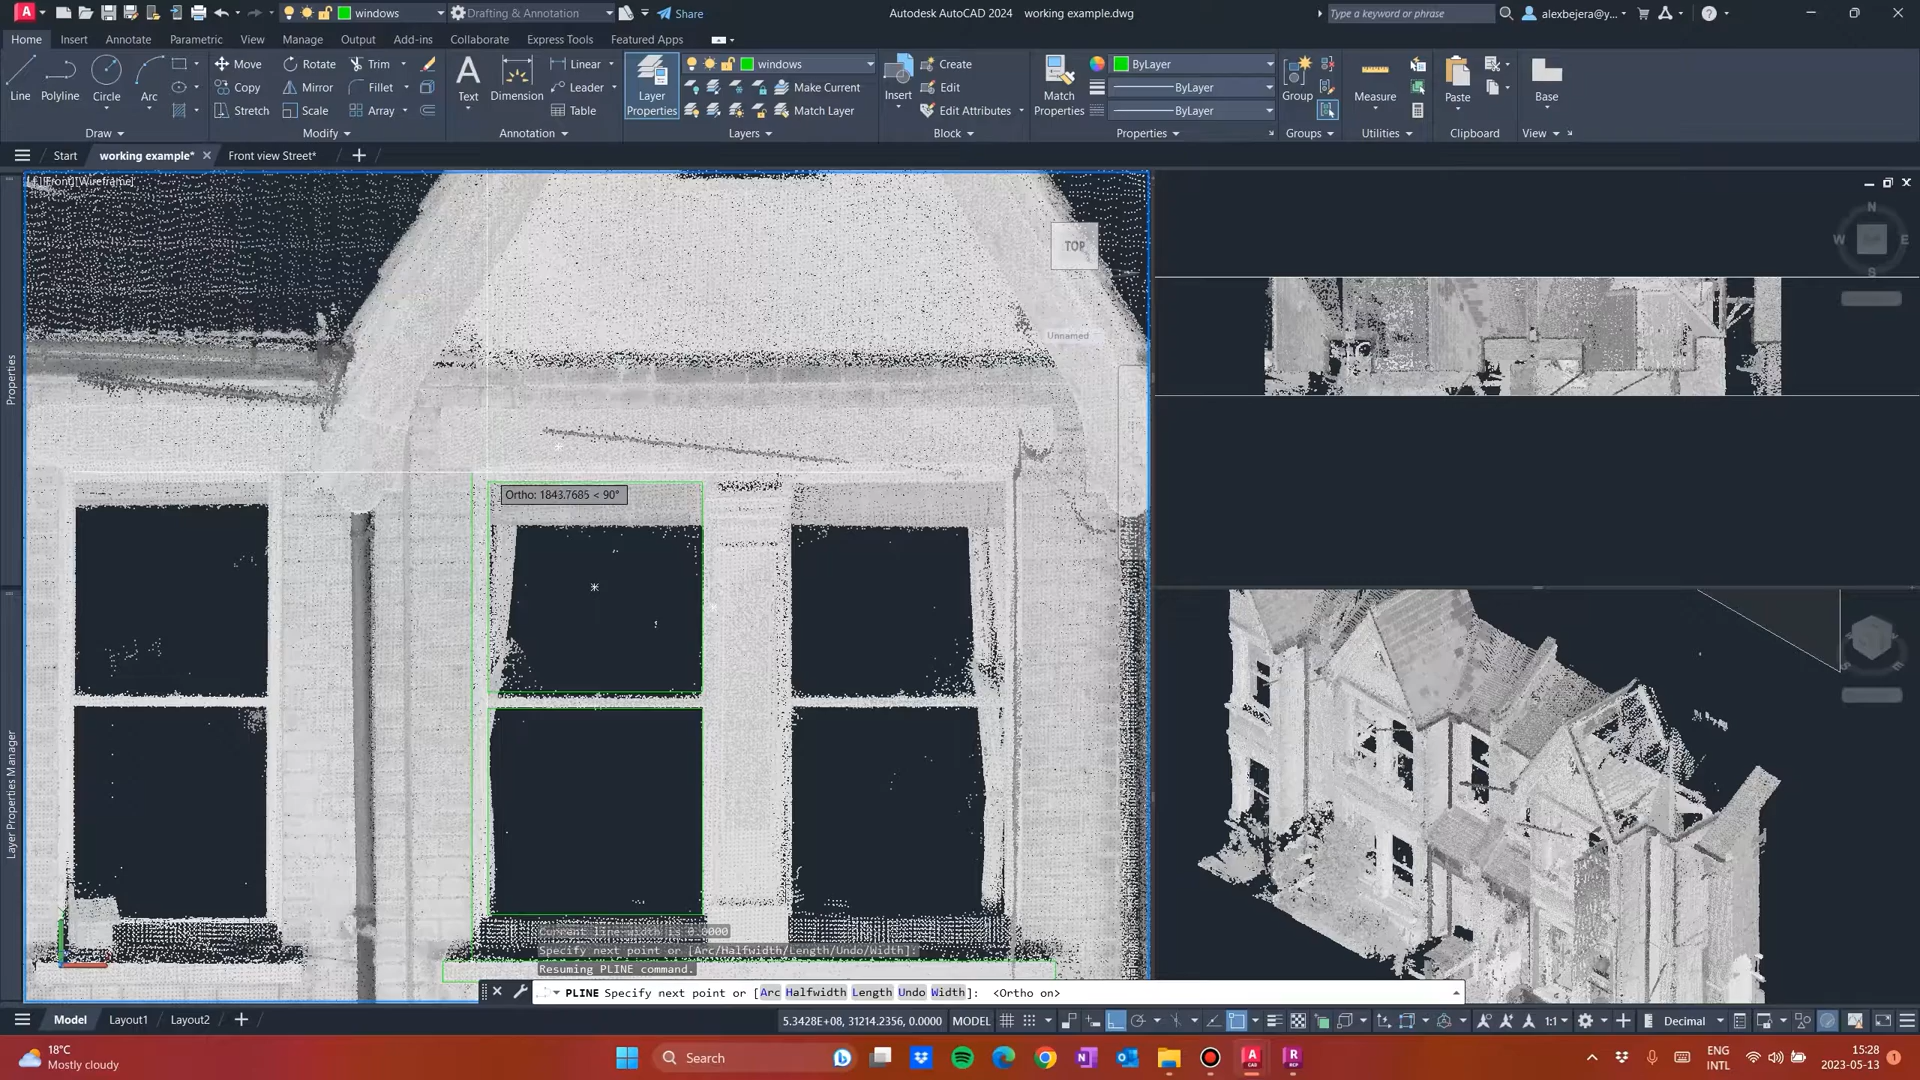 windows
Drafting & Annotation
Share
Autodesk AutoCAD 2024 working example.dwg
Type a keyword or phrase
alexbejera@y...
Home Insert Annotate Parametric View Manage Output Add-ins Collaborate Express Tools Featured Apps
Line Polyline Circle Arc
Move Rotate Trim
Copy Mirror Fillet
Stretch Scale Array
Text Dimension
Linear
Leader
Table
Layer Properties
windows
Make Current
Match Layer
Insert
Create
Edit
Edit Attributes
Match Properties
ByLayer
ByLayer
ByLayer
Group
Measure
Paste
Base
Draw Modify Annotation Layers Block Properties Groups Utilities Clipboard View
Start working example* Front view Street*
[Front][Wireframe]
TOP
Unnamed
N
W E
S
Properties
Layer Properties Manager
Ortho: 1843.7685 < 90°
Current line-width is 0.0000
Specify next point or [Arc/Halfwidth/Length/Undo/Width]:
Resuming PLINE command.
PLINE Specify next point or [Arc Halfwidth Length Undo Width]: <Ortho on>
Model Layout1 Layout2
5.3428E+08, 31214.2356, 0.0000 MODEL
1:1
Decimal
18°C
Mostly cloudy
Search
ENG
INTL
15:28
2023-05-13
1